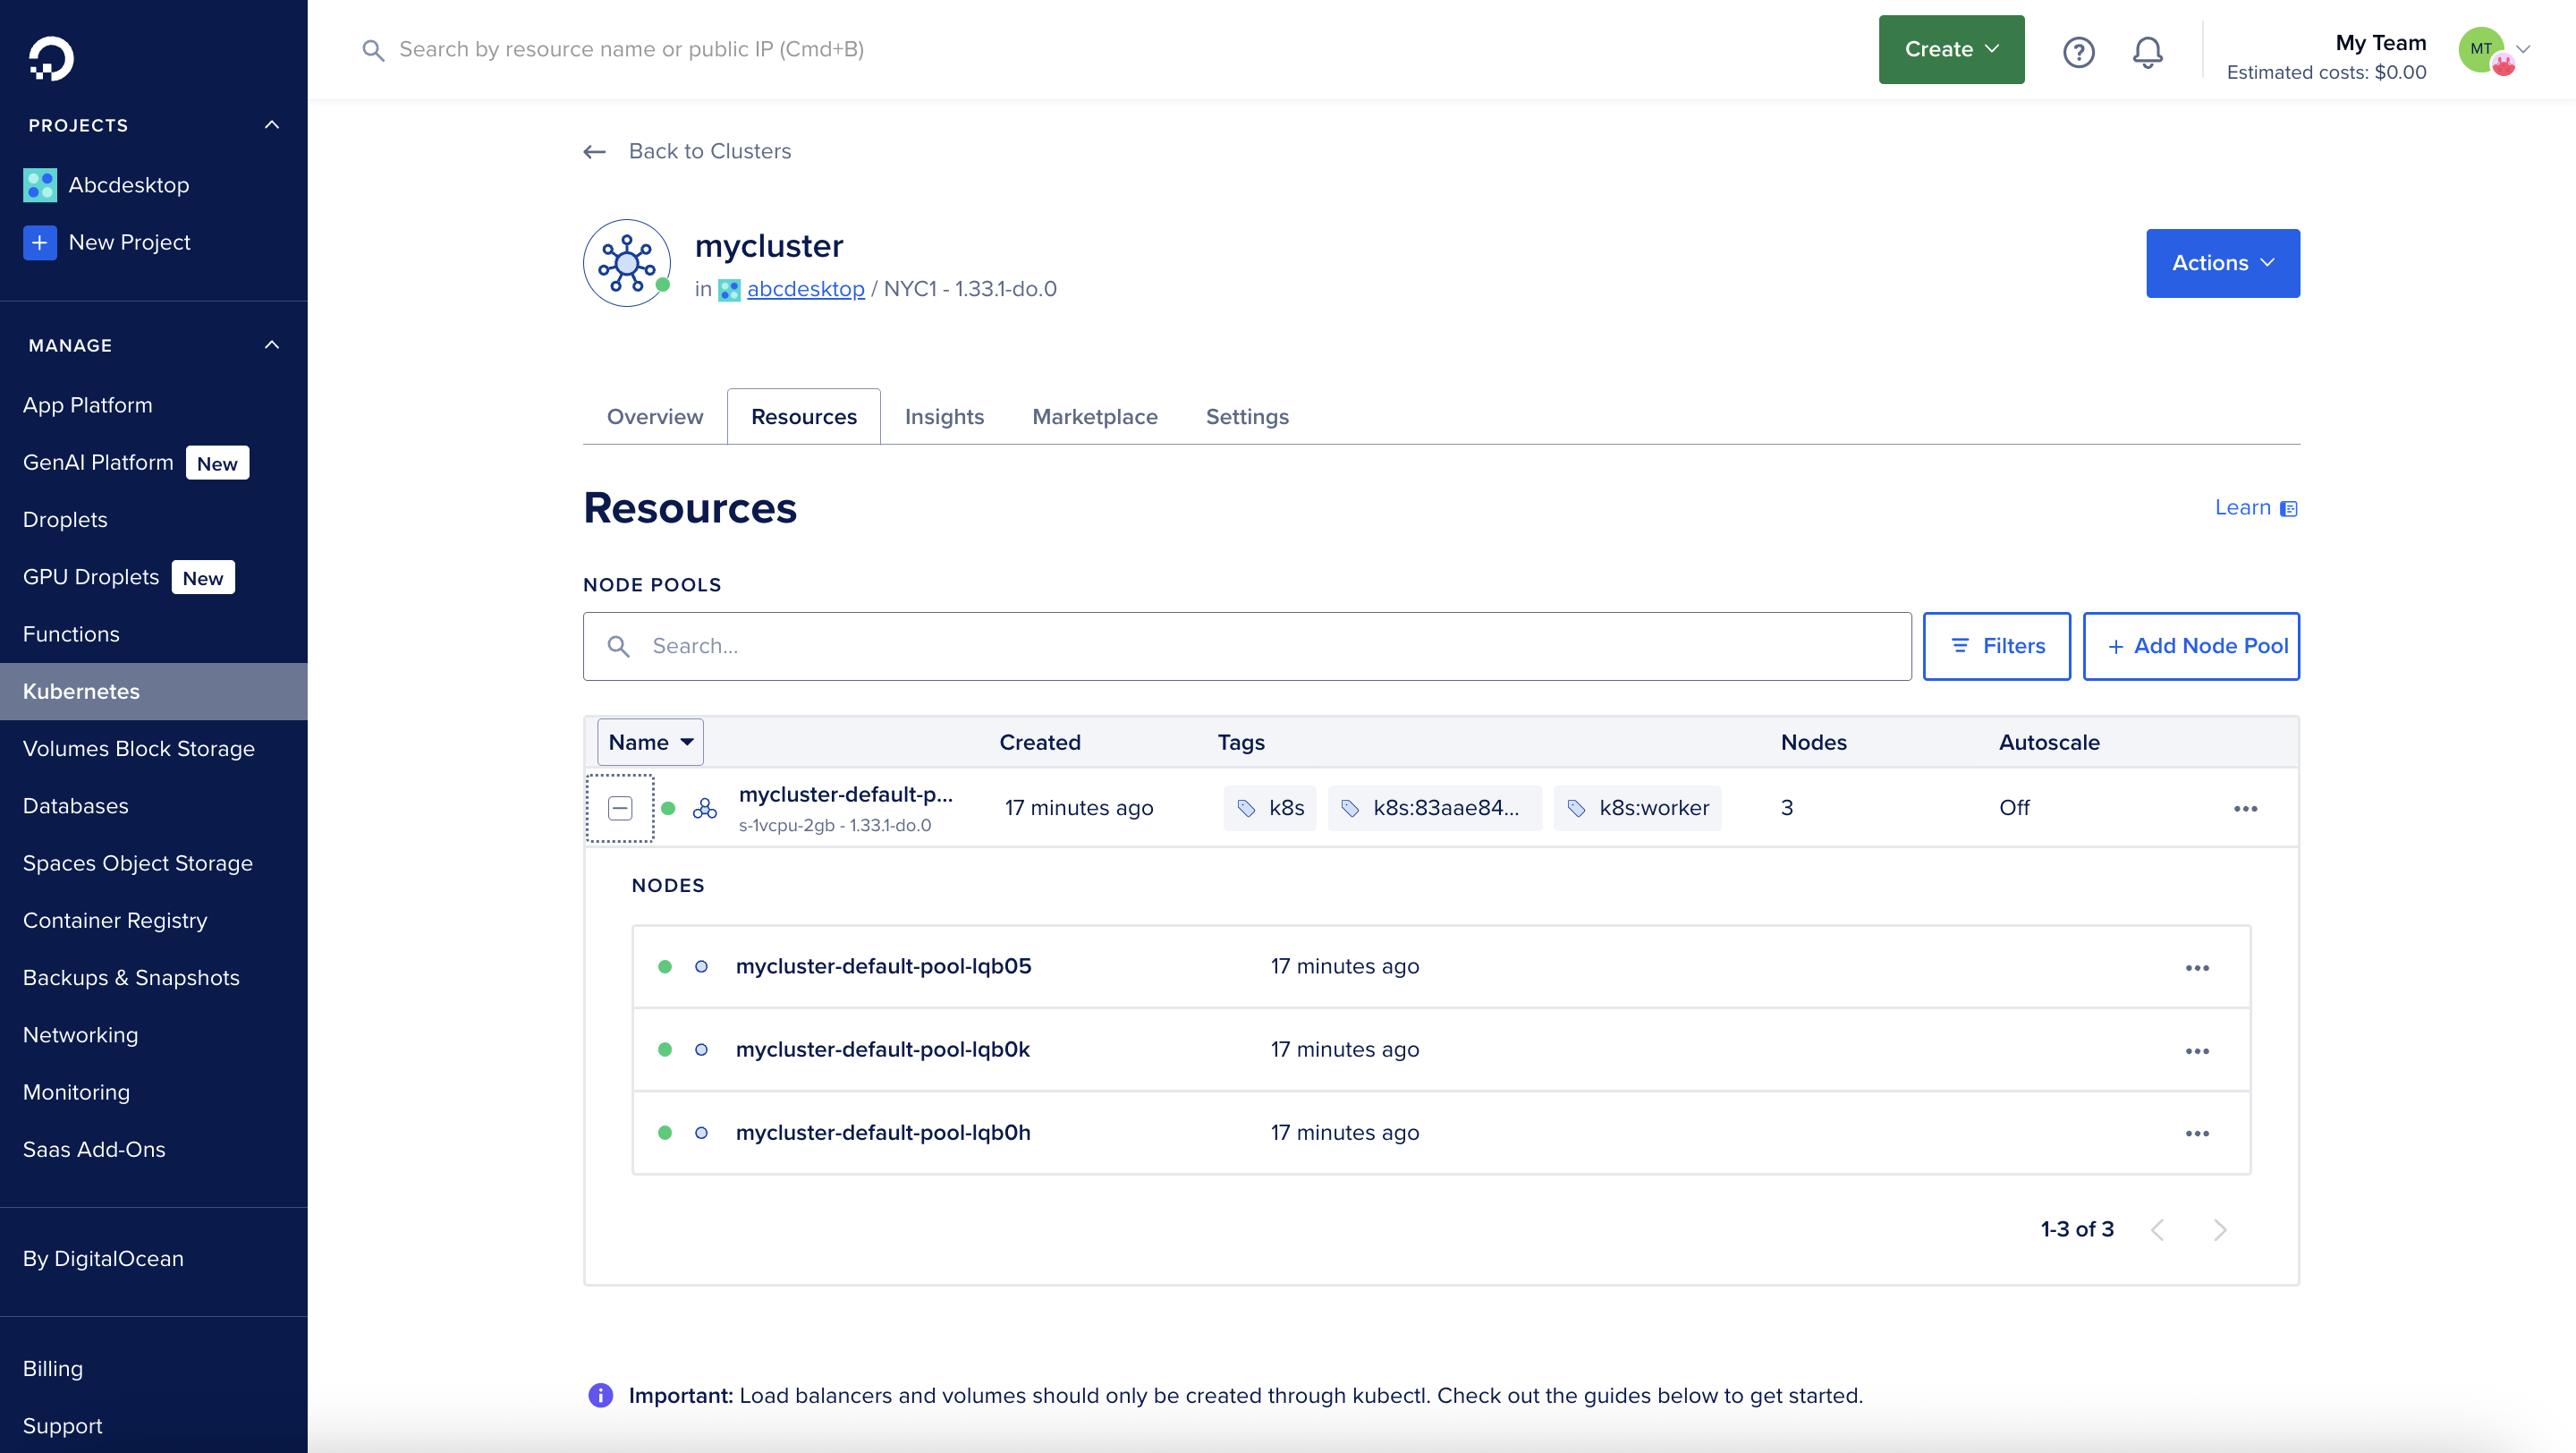 PROJECTS
Abcdesktop
New Project
MANAGE
App Platform
GenAI Platform New
Droplets
GPU Droplets New
Functions
Kubernetes
Volumes Block Storage
Databases
Spaces Object Storage
Container Registry
Backups & Snapshots
Networking
Monitoring
Saas Add-Ons
By DigitalOcean
Billing
Support
Search by resource name or public IP (Cmd+B)
Create
My Team
Estimated costs: $0.00
MT
Back to Clusters
mycluster
in abcdesktop / NYC1 - 1.33.1-do.0
Actions
Overview Resources Insights Marketplace Settings
Resources
Learn
NODE POOLS
Search...
Filters
+ Add Node Pool
Name Created Tags Nodes Autoscale
mycluster-default-p... 17 minutes ago k8s k8s:83aae84... k8s:worker 3 Off
s-1vcpu-2gb - 1.33.1-do.0
NODES
mycluster-default-pool-lqb05 17 minutes ago
mycluster-default-pool-lqb0k 17 minutes ago
mycluster-default-pool-lqb0h 17 minutes ago
1-3 of 3
Important: Load balancers and volumes should only be created through kubectl. Check out the guides below to get started.